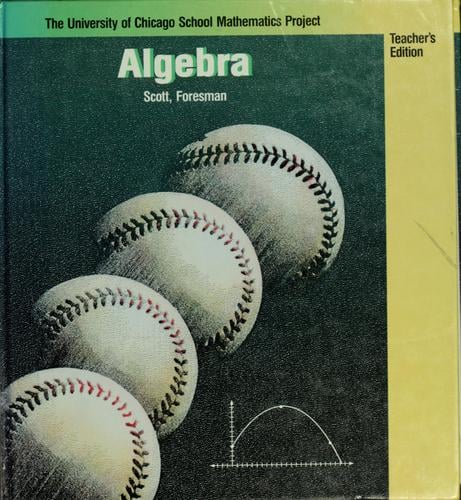 The University of Chicago School Mathematics Project
Teacher's
Edition
Algebra
Scott, Foresman